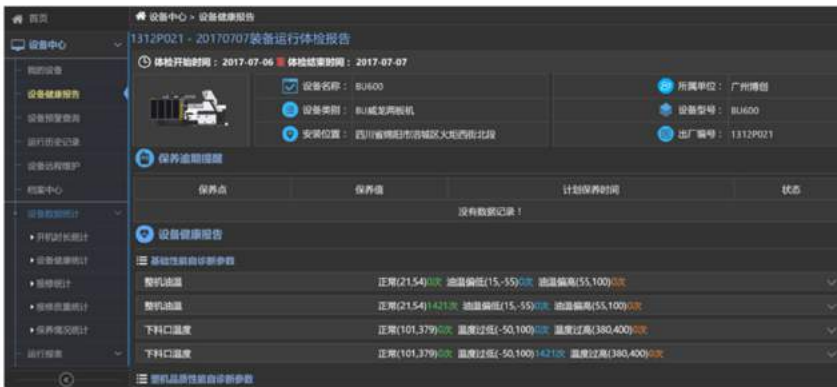 首页
设备中心 > 设备健康报告
设备中心
1312P021 - 20170707装备运行体检报告
体检开始时间：2017-07-06 体检结束时间：2017-07-07
我的设备
设备健康报告
设备预警查询
运行历史记录
设备远程维护
档案中心
设备数据统计
开机时长统计
设备健康统计
报修统计
报修质量统计
保养情况统计
运行报表
设备名称： BU600
所属单位： 广州博创
设备类别： BU威龙两板机
设备型号： BU600
安装位置： 四川省绵阳市涪城区火炬西街北段
出厂编号： 1312P021
保养逾期提醒
保养点 保养值 计划保养时间 状态
没有数据记录！
设备健康报告
基础性能自诊断参数
整机油温 正常(21,54)0次 油温偏低(15,-55)0次 油温偏高(55,100)0次
整机油温 正常(21,54)1421次 油温偏低(15,-55)0次 油温偏高(55,100)0次
下料口温度 正常(101,379)0次 温度过低(-50,100)0次 温度过高(380,400)0次
下料口温度 正常(101,379)0次 温度过低(-50,100)1421次 温度过高(380,400)0次
塑机品质性能自诊断参数